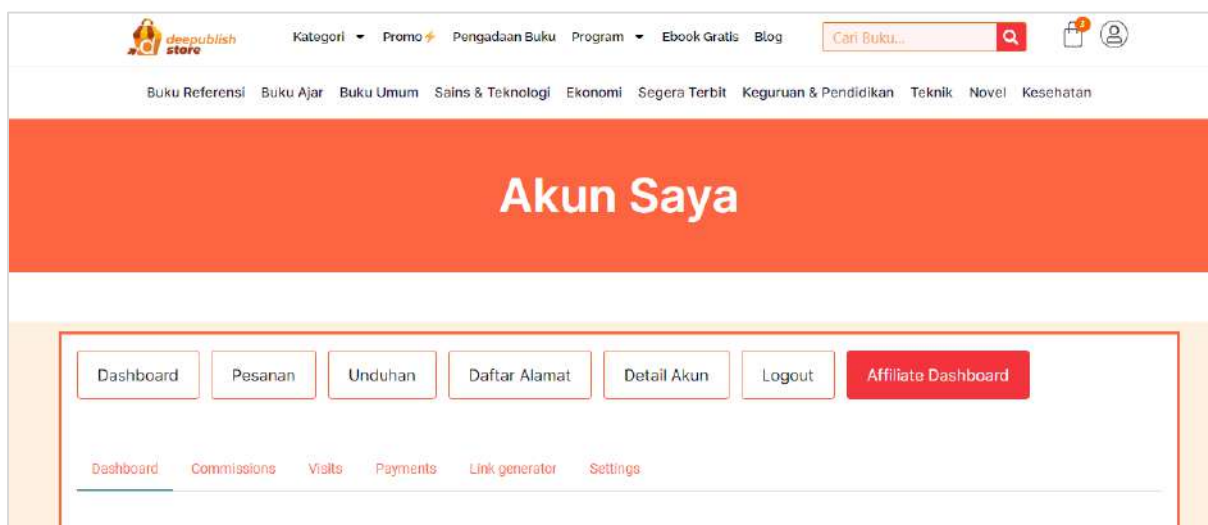 deepublish store
Kategori Promo Pengadaan Buku Program Ebook Gratis Blog Cari Buku... 3
Buku Referensi Buku Ajar Buku Umum Sains & Teknologi Ekonomi Segera Terbit Keguruan & Pendidikan Teknik Novel Kesehatan
Akun Saya
Dashboard Pesanan Unduhan Daftar Alamat Detail Akun Logout Affiliate Dashboard
Dashboard Commissions Visits Payments Link generator Settings